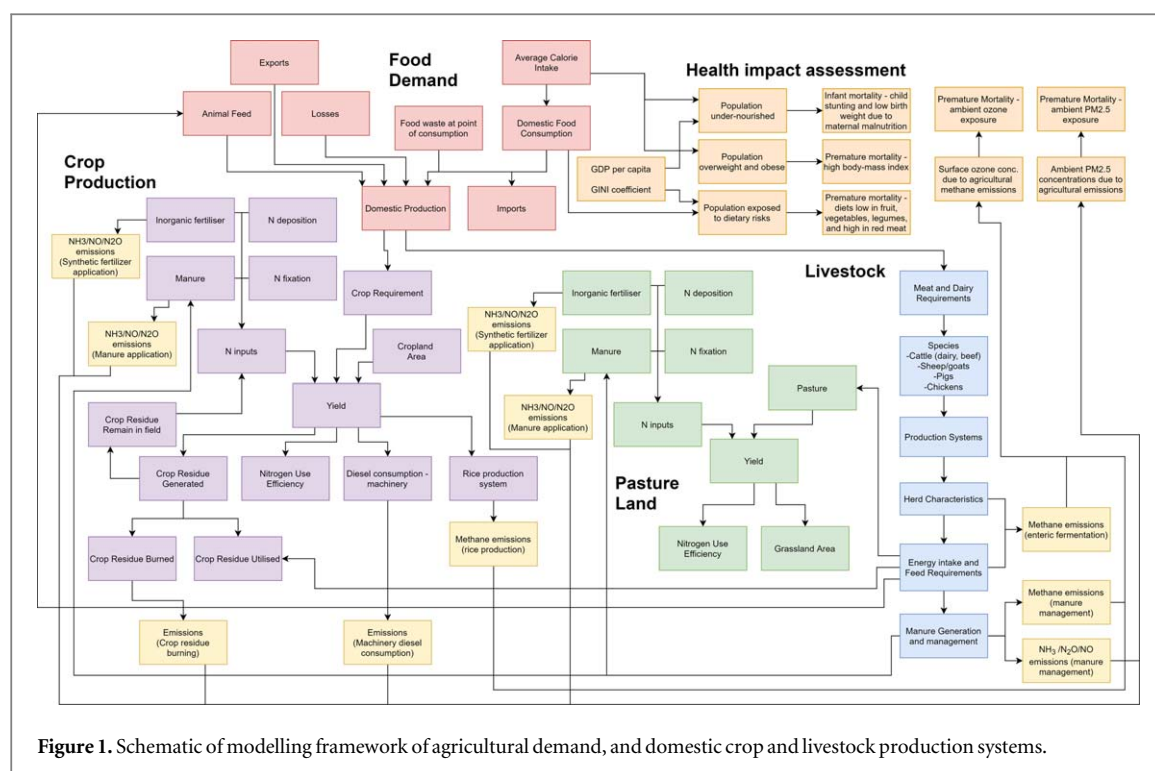 Exports
Food
Demand
Average Calorie
Intake
Health impact assessment
Animal Feed
Losses
Food waste at point
of consumption
Domestic Food
Consumption
Population
under-nourished
Infant mortality - child
stunting and low birth
weight due to
maternal malnutrition
Premature Mortality -
ambient ozone
exposure
Premature Mortality -
ambient PM2.5
exposure
Crop
Production
GDP per capita
GINI coefficient
Population
overweight and obese
Premature mortality -
high body-mass index
Surface ozone conc.
due to agricultural
methane emissions
Ambient PM2.5
concentrations due to
agricultural emissions
Domestic Production
Imports
Population exposed
to dietary risks
Premature mortality -
diets low in fruit,
vegetables, legumes,
and high in red meat
Inorganic fertiliser
N deposition
NH3/NO/N2O
emissions
(Synthetic fertilizer
application)
Manure
N fixation
Crop Requirement
NH3/NO/N2O
emissions
(Manure application)
N inputs
Cropland
Area
Yield
Crop Residue
Remain in field
Crop Residue
Generated
Nitrogen Use
Efficiency
Diesel consumption -
machinery
Rice production
system
Crop Residue Burned
Crop Residue Utilised
Methane emissions
(rice production)
Emissions
(Crop residue
burning)
Emissions
(Machinery diesel
consumption)
Livestock
Inorganic fertiliser
N deposition
NH3/NO/N2O
emissions
(Synthetic fertilizer
application)
Manure
N fixation
NH3/NO/N2O
emissions
(Manure application)
N inputs
Pasture
Yield
Pasture
Land
Nitrogen Use
Efficiency
Grassland Area
Meat and Dairy
Requirements
Species
-Cattle (dairy, beef)
-Sheep/goats
-Pigs
-Chickens
Production Systems
Herd Characteristics
Methane emissions
(enteric fermentation)
Energy intake and
Feed Requirements
Methane emissions
(manure
management)
Manure Generation
and management
NH₃ /N₂O/NO
emissions (manure
management)
Figure 1. Schematic of modelling framework of agricultural demand, and domestic crop and livestock production systems.